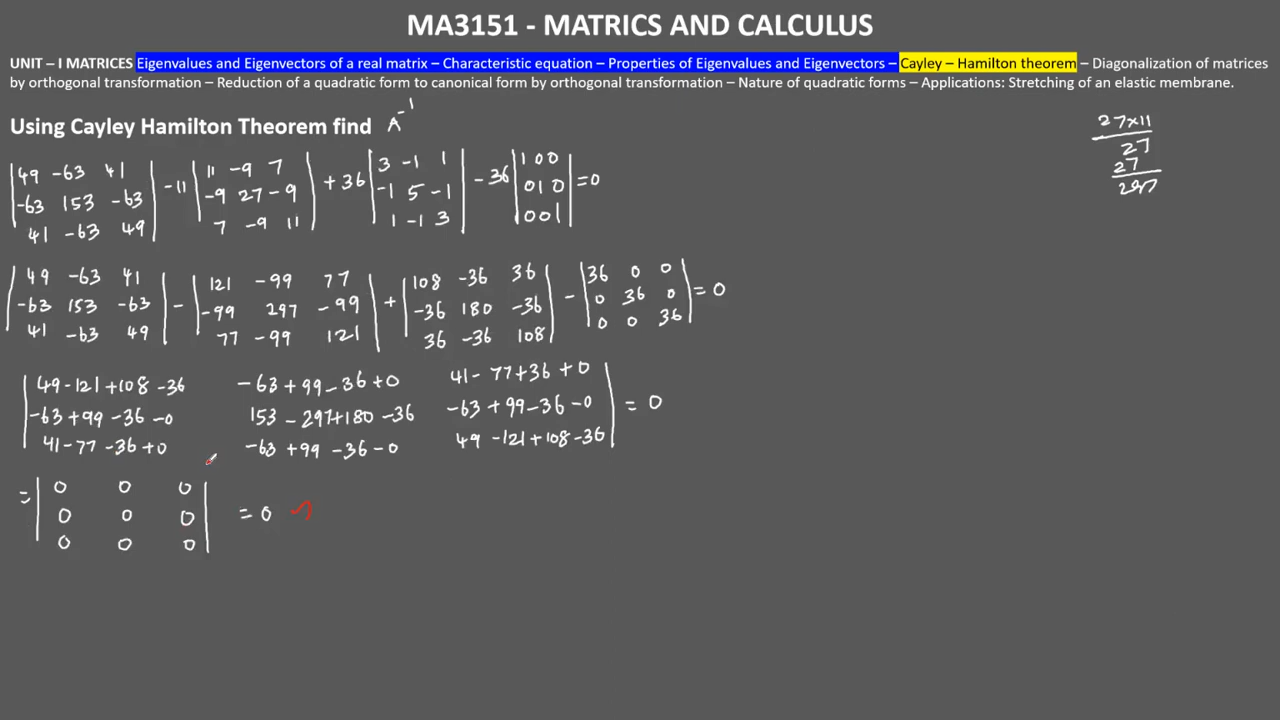 MA3151 - MATRICS AND CALCULUS
UNIT – I MATRICES Eigenvalues and Eigenvectors of a real matrix – Characteristic equation – Properties of Eigenvalues and Eigenvectors – Cayley – Hamilton theorem – Diagonalization of matrices
by orthogonal transformation – Reduction of a quadratic form to canonical form by orthogonal transformation – Nature of quadratic forms – Applications: Stretching of an elastic membrane.
Using Cayley Hamilton Theorem find A⁻¹
27×11
27
27
297
|49 -63 41| -11 |11 -9 7| +36 |3 -1 1| -36 |1 0 0| =0
|-63 153 -63| |-9 27 -9| |-1 5 -1| |0 1 0|
|41 -63 49| |7 -9 11| |1 -1 3| |0 0 1|
|49 -63 41| - |121 -99 77| + |108 -36 36| - |36 0 0| = 0
|-63 153 -63| |-99 297 -99| |-36 180 -36| |0 36 0|
|41 -63 49| |77 -99 121| |36 -36 108| |0 0 36|
|49-121+108-36 -63+99-36+0 41-77+36+0|
|-63+99-36-0 153-297+180-36 -63+99-36-0| = 0
|41-77-36+0 -63+99-36-0 49-121+108-36|
= |0 0 0|
|0 0 0| = 0
|0 0 0|